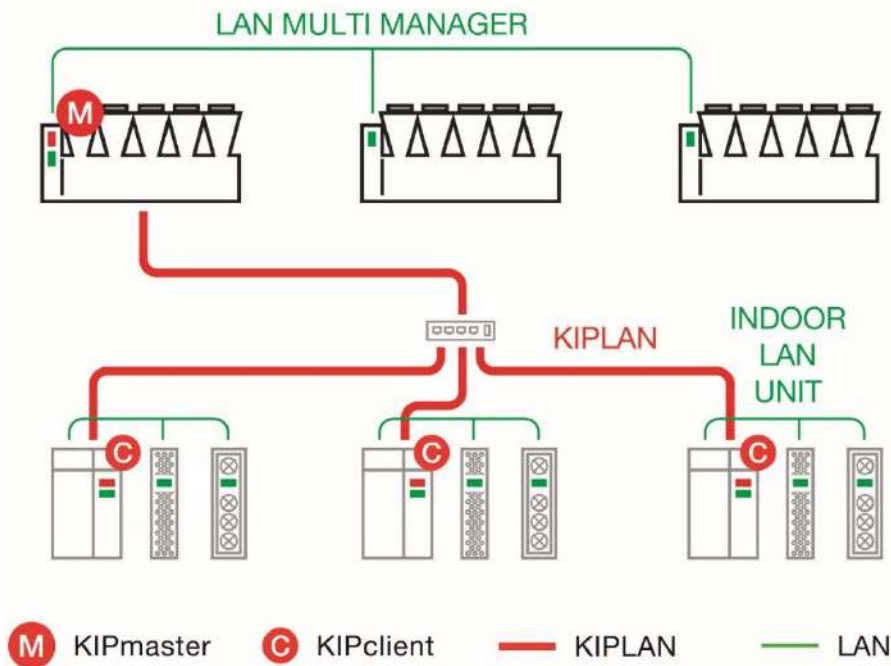 LAN MULTI MANAGER
M
KIPLAN
INDOOR
LAN
UNIT
C
C
C
M KIPmaster C KIPclient KIPLAN LAN